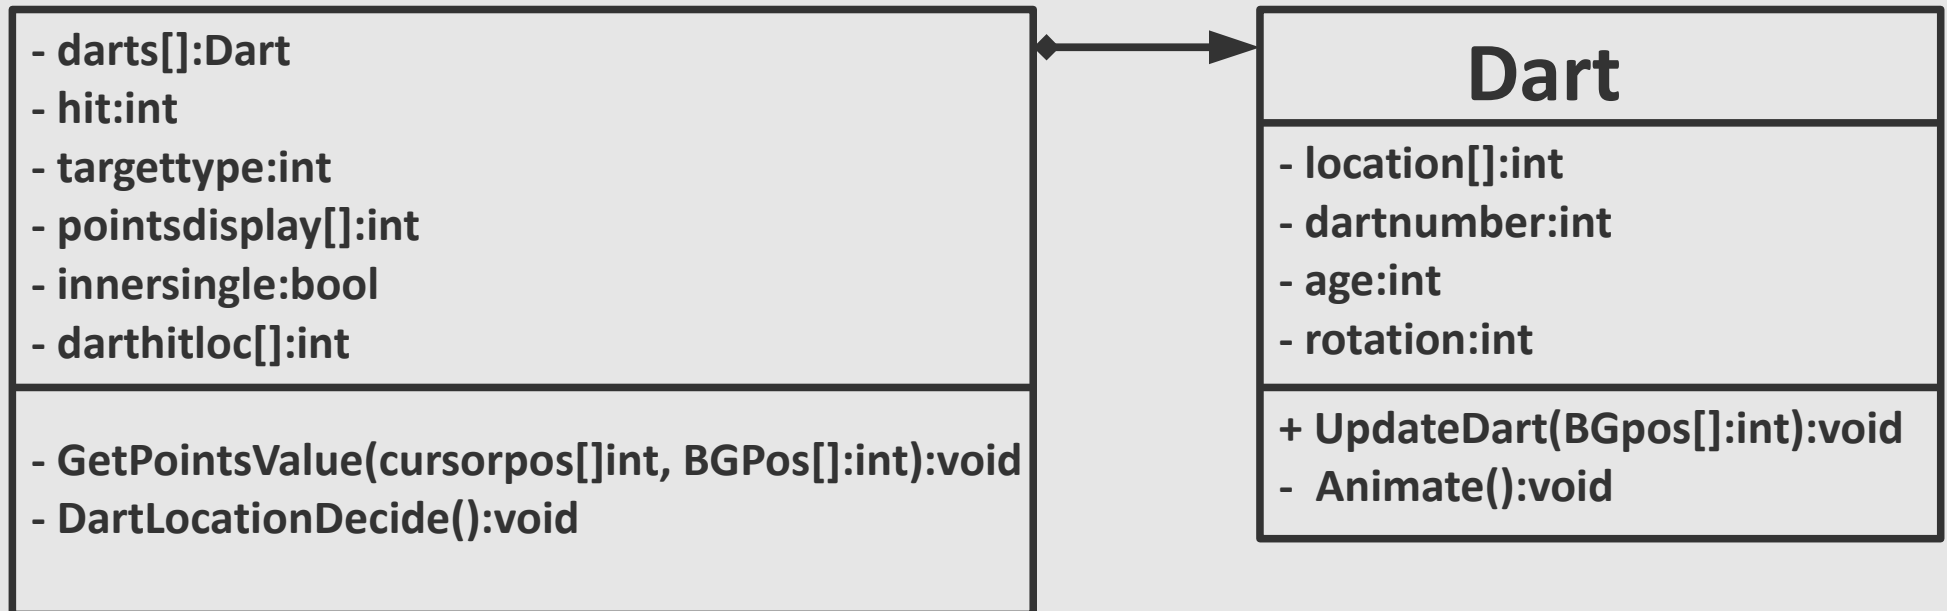 - darts[]:Dart
- hit:int
- targettype:int
- pointsdisplay[]:int
- innersingle:bool
- darthitloc[]:int
- GetPointsValue(cursorpos[]int, BGPos[]:int):void
- DartLocationDecide():void
Dart
- location[]:int
- dartnumber:int
- age:int
- rotation:int
+ UpdateDart(BGpos[]:int):void
- Animate():void